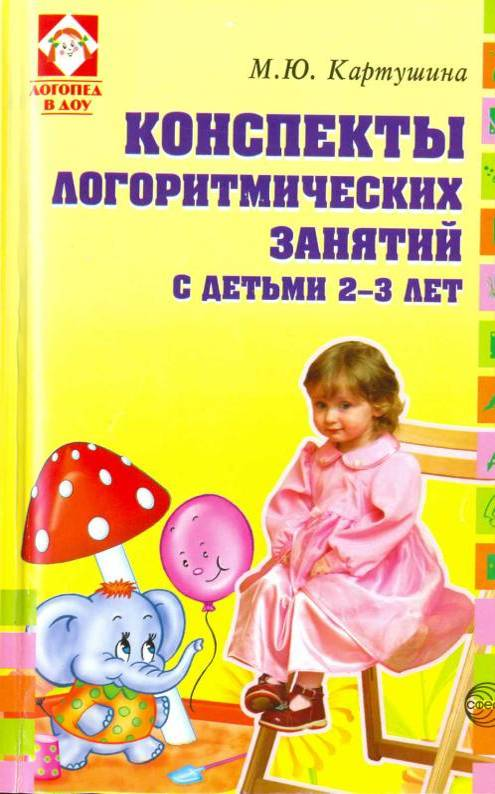 ЛОГОПЕД
В ДОУ
М.Ю. Картушина
КОНСПЕКТЫ
ЛОГОРИТМИЧЕСКИХ
ЗАНЯТИЙ
С ДЕТЬМИ 2–3 ЛЕТ